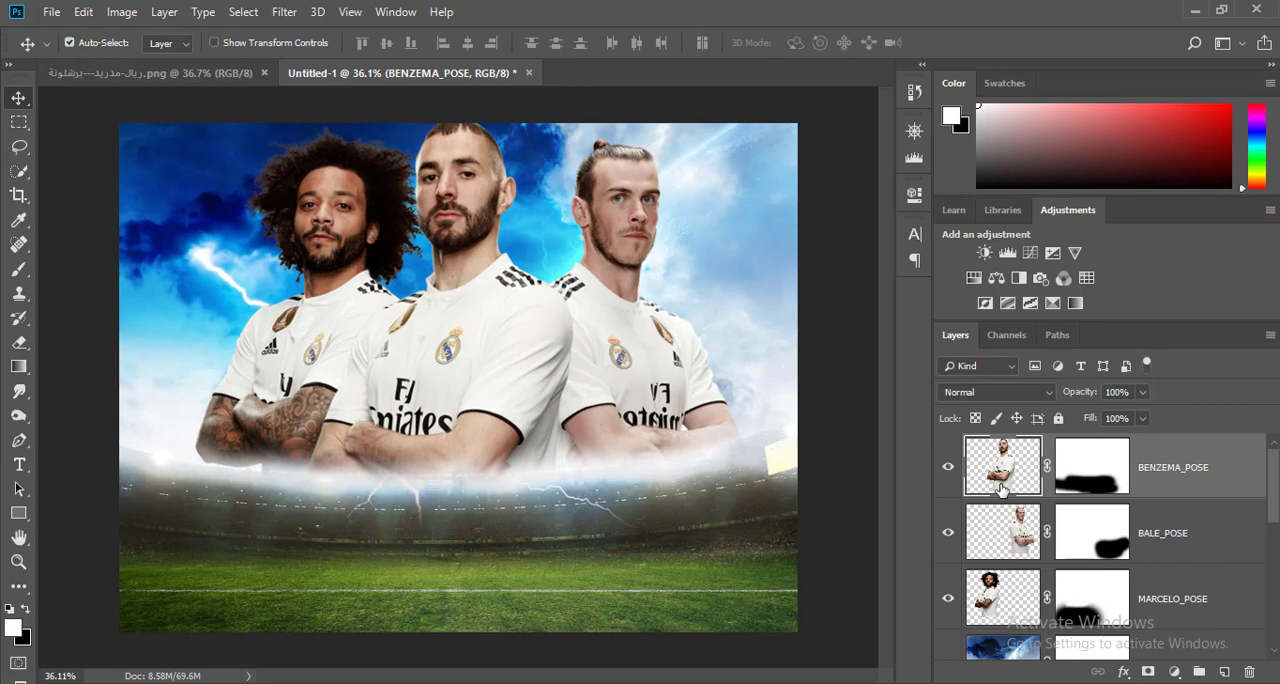 Ps File Edit Image Layer Type Select Filter 3D View Window Help
Auto-Select: Layer Show Transform Controls 3D Mode:
ريال-مدريد---برشلونة.png @ 36.7% (RGB/8) × Untitled-1 @ 36.1% (BENZEMA_POSE, RGB/8) * ×
Color Swatches
Learn Libraries Adjustments
Add an adjustment
Layers Channels Paths
Kind
Normal Opacity: 100%
Lock: Fill: 100%
BENZEMA_POSE
BALE_POSE
MARCELO_POSE
Activate Windows
Go to Settings to activate Windows.
adidas
Fly
Emirates
36.11% Doc: 8.58M/69.6M